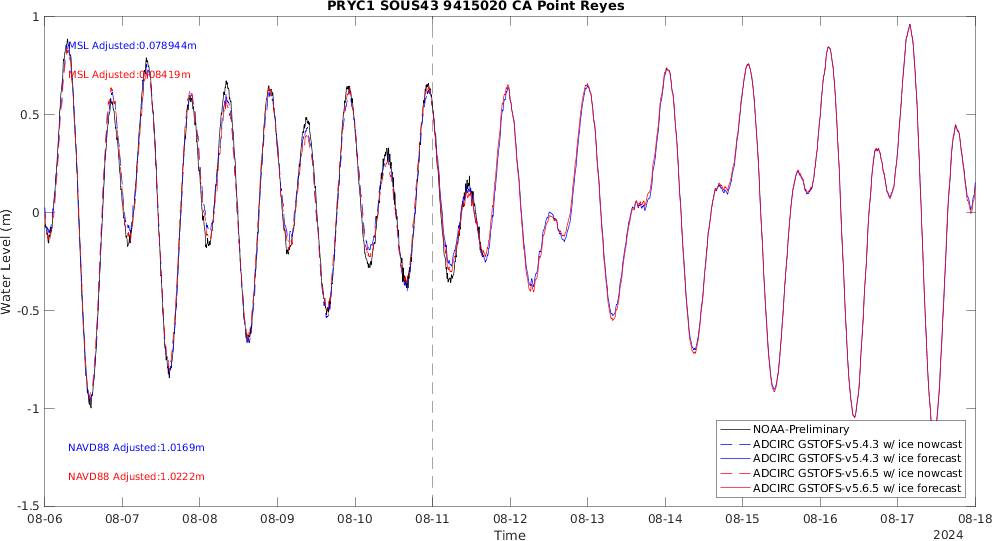 PRYC1 SOUS43 9415020 CA Point Reyes
MSL Adjusted:0.078944m
MSL Adjusted:0.08419m
NAVD88 Adjusted:1.0169m
NAVD88 Adjusted:1.0222m
Water Level (m)
1
0.5
0
-0.5
-1
-1.5
NOAA-Preliminary
ADCIRC GSTOFS-v5.4.3 w/ ice nowcast
ADCIRC GSTOFS-v5.4.3 w/ ice forecast
ADCIRC GSTOFS-v5.6.5 w/ ice nowcast
ADCIRC GSTOFS-v5.6.5 w/ ice forecast
08-06 08-07 08-08 08-09 08-10 08-11 08-12 08-13 08-14 08-15 08-16 08-17 08-18
Time
2024